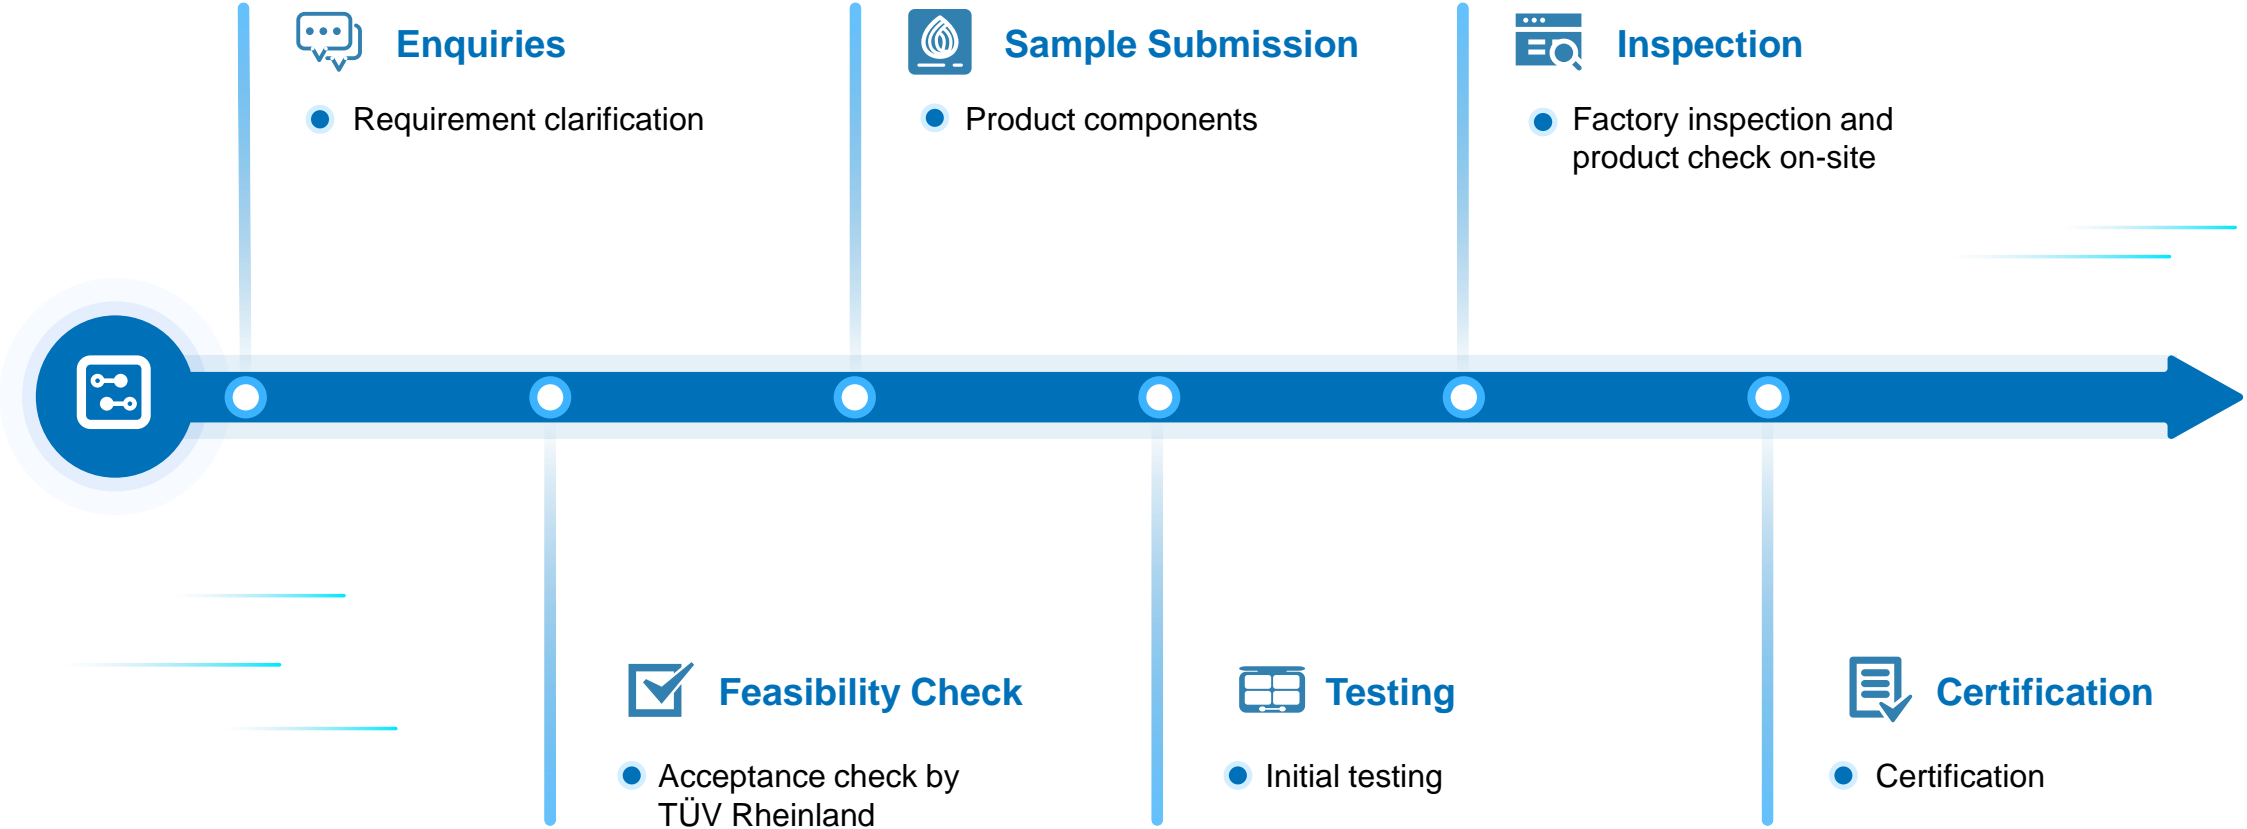 Enquiries
Requirement clarification
Sample Submission
Product components
Inspection
Factory inspection and
product check on-site
Feasibility Check
Acceptance check by
TÜV Rheinland
Testing
Initial testing
Certification
Certification